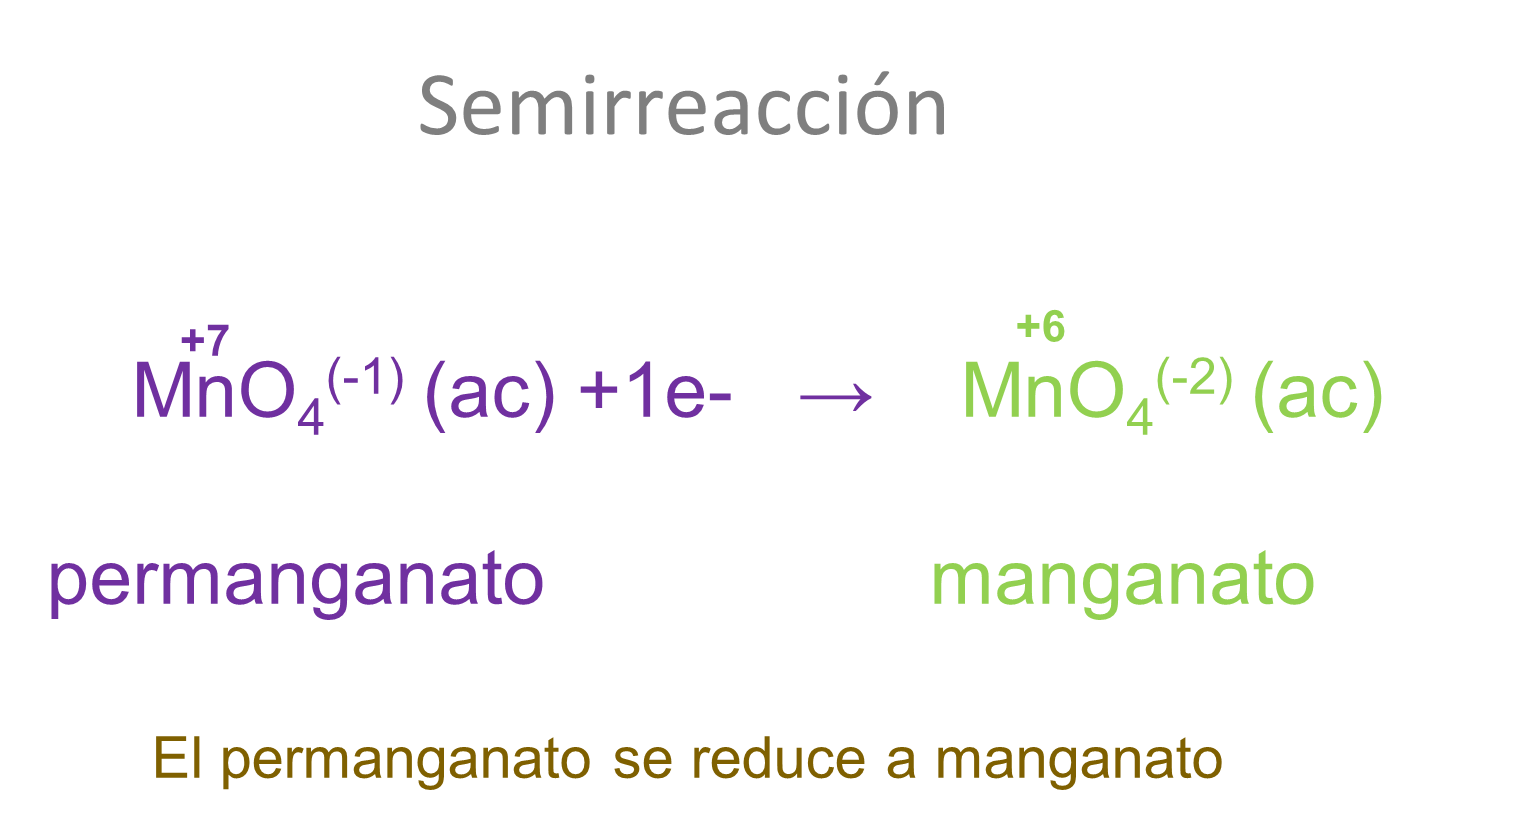 Semirreacción
+7 +6
MnO₄⁽⁻¹⁾ (ac) +1e- → MnO₄⁽⁻²⁾ (ac)
permanganato manganato
El permanganato se reduce a manganato